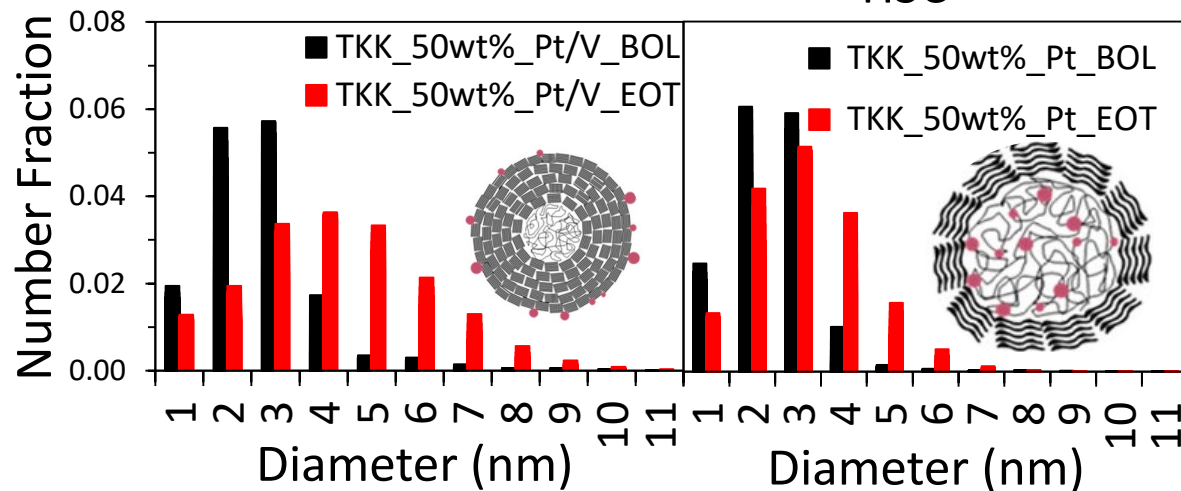 Number Fraction
0.08
0.06
0.04
0.02
0.00
TKK_50wt%_Pt/V_BOL
TKK_50wt%_Pt/V_EOT
1 2 3 4 5 6 7 8 9 10 11
Diameter (nm)
TKK_50wt%_Pt_BOL
TKK_50wt%_Pt_EOT
1 2 3 4 5 6 7 8 9 10 11
Diameter (nm)